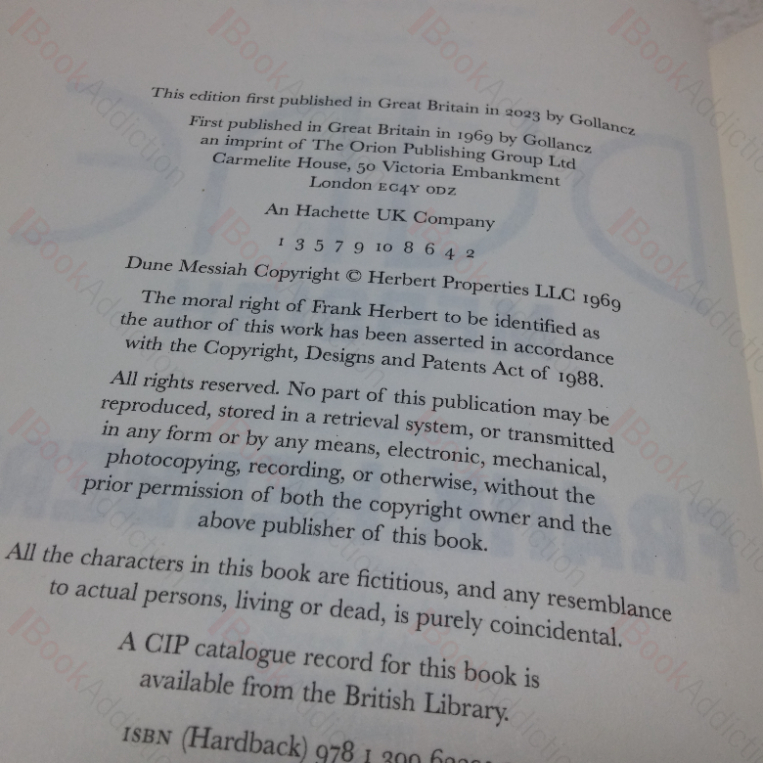 This edition first published in Great Britain in 2023 by Gollancz
First published in Great Britain in 1969 by Gollancz
an imprint of The Orion Publishing Group Ltd
Carmelite House, 50 Victoria Embankment
London EC4Y 0DZ
An Hachette UK Company
1 3 5 7 9 10 8 6 4 2
Dune Messiah Copyright © Herbert Properties LLC 1969
The moral right of Frank Herbert to be identified as
the author of this work has been asserted in accordance
with the Copyright, Designs and Patents Act of 1988.
All rights reserved. No part of this publication may be
reproduced, stored in a retrieval system, or transmitted
in any form or by any means, electronic, mechanical,
photocopying, recording, or otherwise, without the
prior permission of both the copyright owner and the
above publisher of this book.
All the characters in this book are fictitious, and any resemblance
to actual persons, living or dead, is purely coincidental.
A CIP catalogue record for this book is
available from the British Library.
ISBN (Hardback) 978 1 399
BookAddiction